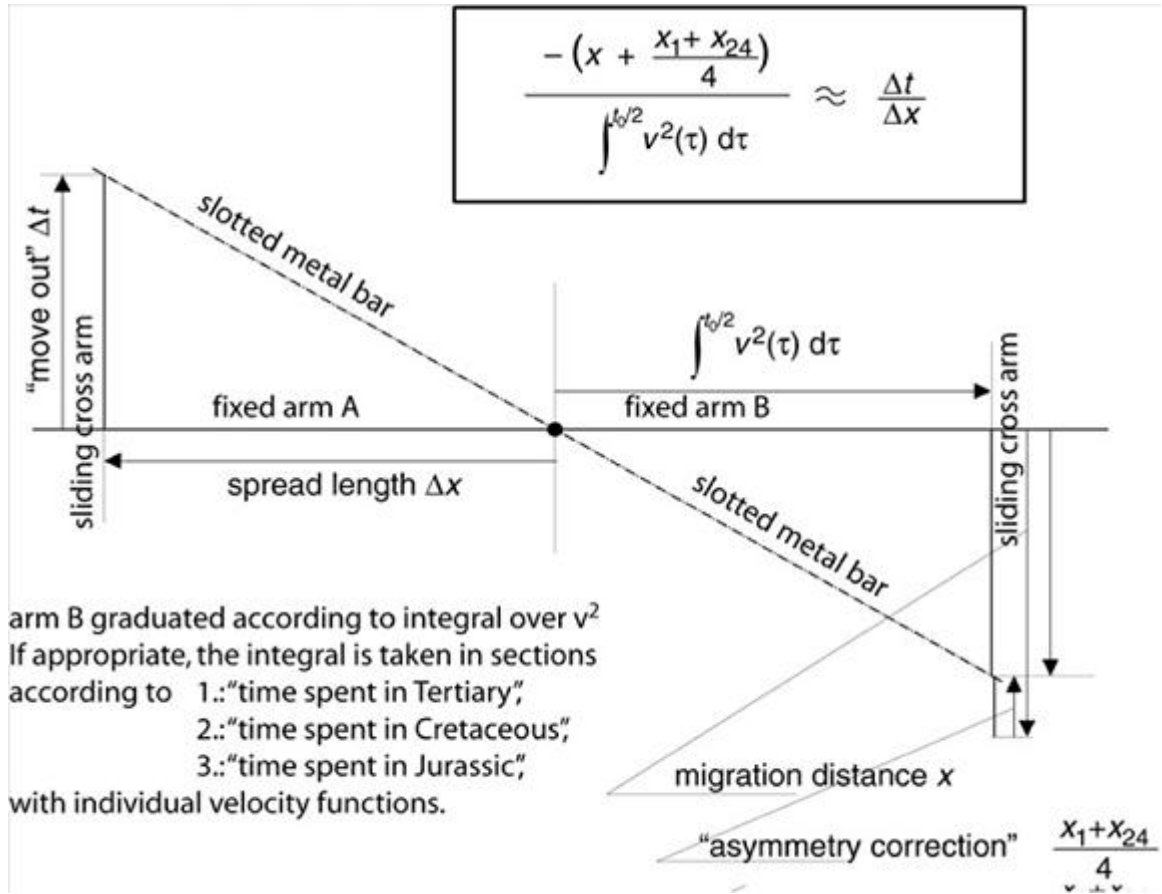 − (x + (x₁ + x₂₄)/4) / ∫^{t₀/2} v²(τ) dτ ≈ Δt/Δx
"move out" Δt
sliding cross arm
slotted metal bar
fixed arm A
spread length Δx
∫^{t₀/2} v²(τ) dτ
fixed arm B
sliding cross arm
slotted metal bar
arm B graduated according to integral over v²
If appropriate, the integral is taken in sections
according to 1.:“time spent in Tertiary”,
2.:“time spent in Cretaceous”,
3.:“time spent in Jurassic”,
with individual velocity functions.
migration distance x
“asymmetry correction” (x₁+x₂₄)/4